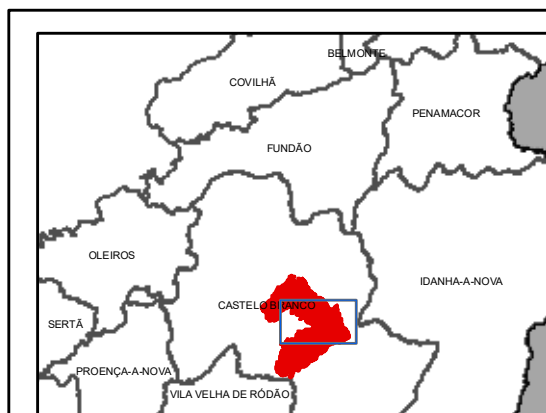 BELMONTE
COVILHÃ
PENAMACOR
FUNDÃO
OLEIROS
IDANHA-A-NOVA
CASTELO BRANCO
SERTÃ
PROENÇA-A-NOVA
VILA VELHA DE RÓDÃO